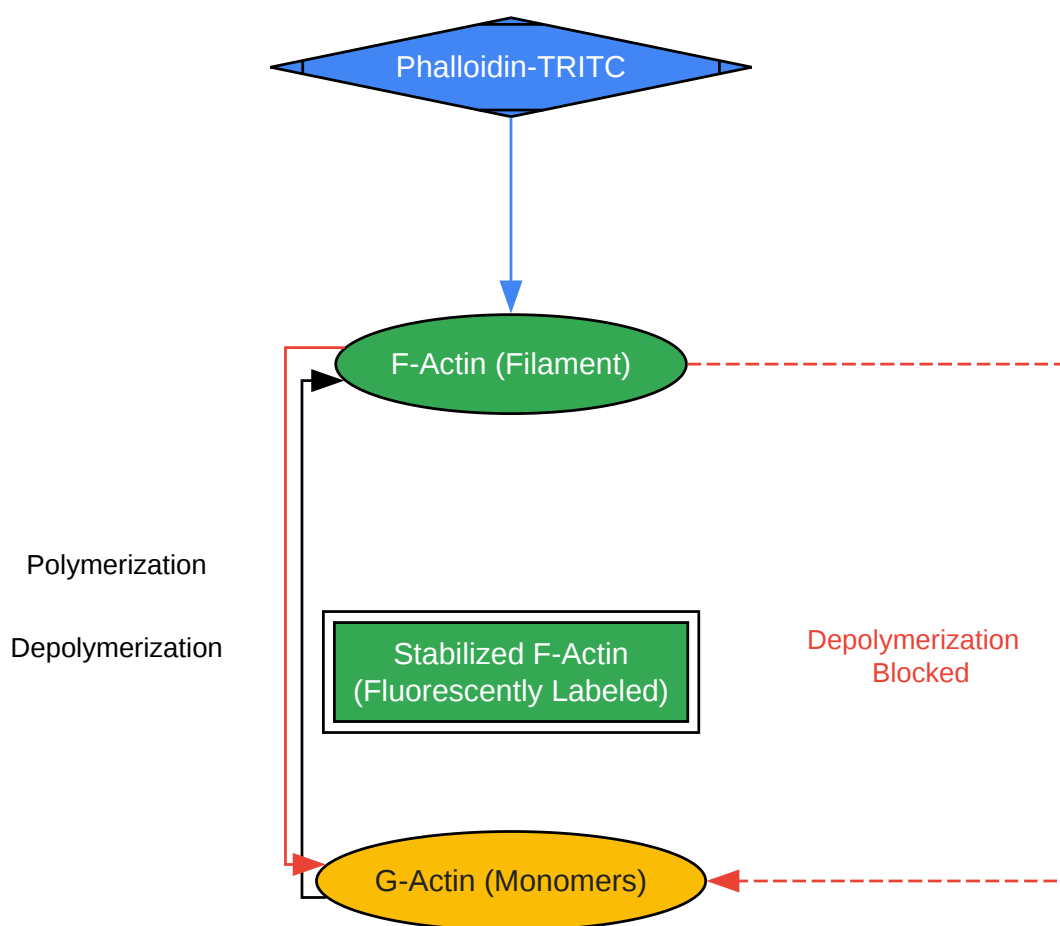 Phalloidin-TRITC
F-Actin (Filament)
Polymerization
Depolymerization
Stabilized F-Actin
(Fluorescently Labeled)
Depolymerization
Blocked
G-Actin (Monomers)